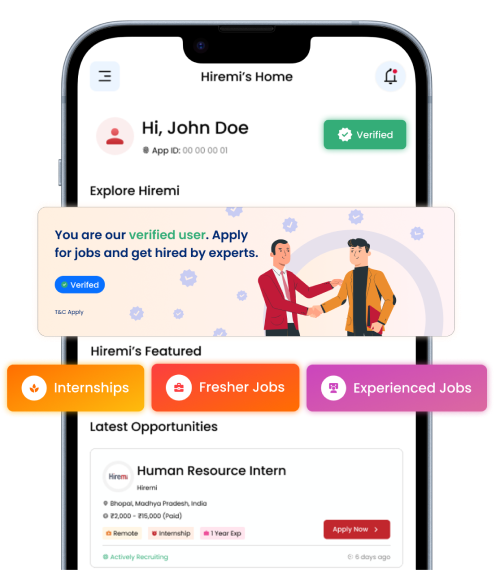 Hiremi's Home
Hi, John Doe
App ID: 00 00 00 01
Verified
Explore Hiremi
You are our verified user. Apply
for jobs and get hired by experts.
Verifed
T&C Apply
Hiremi's Featured
Internships
Fresher Jobs
Experienced Jobs
Latest Opportunities
Hiremi
Human Resource Intern
Hiremi
Bhopal, Madhya Pradesh, India
₹2,000 - ₹15,000 (Paid)
Remote
Internship
1 Year Exp
Apply Now >
Actively Recruiting
6 days ago